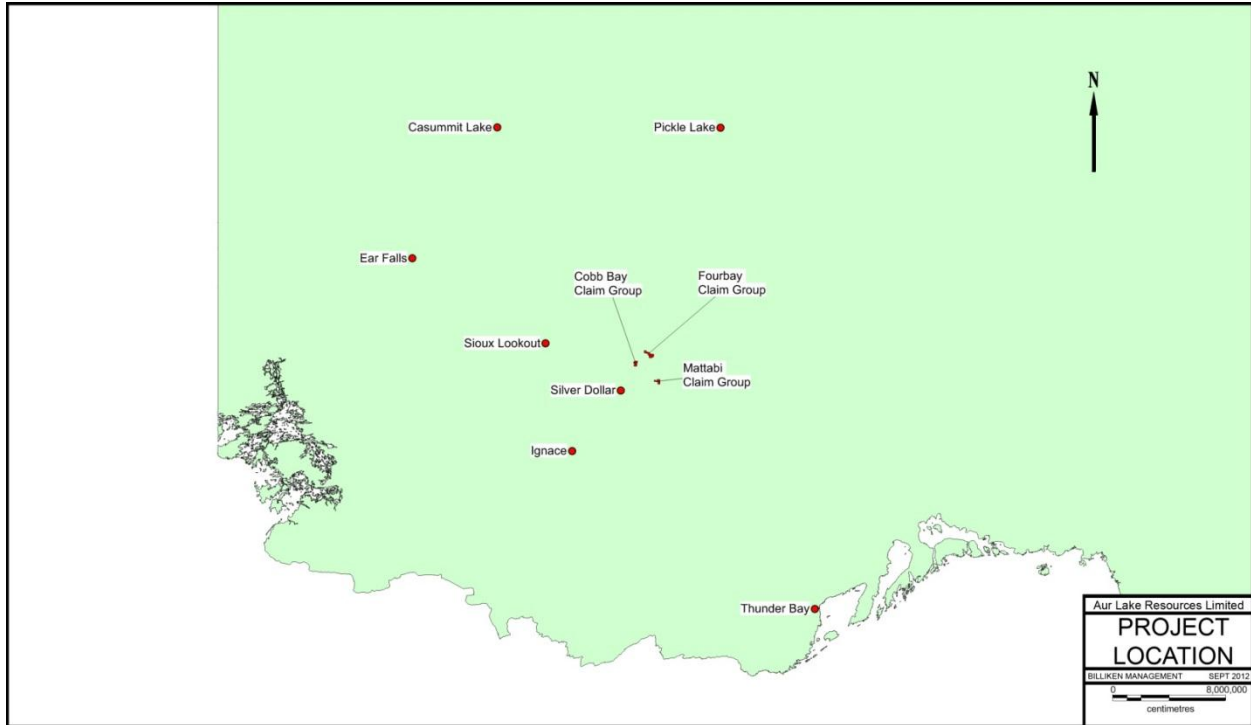 N
Casummit Lake
Pickle Lake
Ear Falls
Cobb Bay
Claim Group
Fourbay
Claim Group
Sioux Lookout
Mattabi
Claim Group
Silver Dollar
Ignace
Thunder Bay
Aur Lake Resources Limited
PROJECT
LOCATION
BILLIKEN MANAGEMENT SEPT 2012
0 8,000,000
centimetres